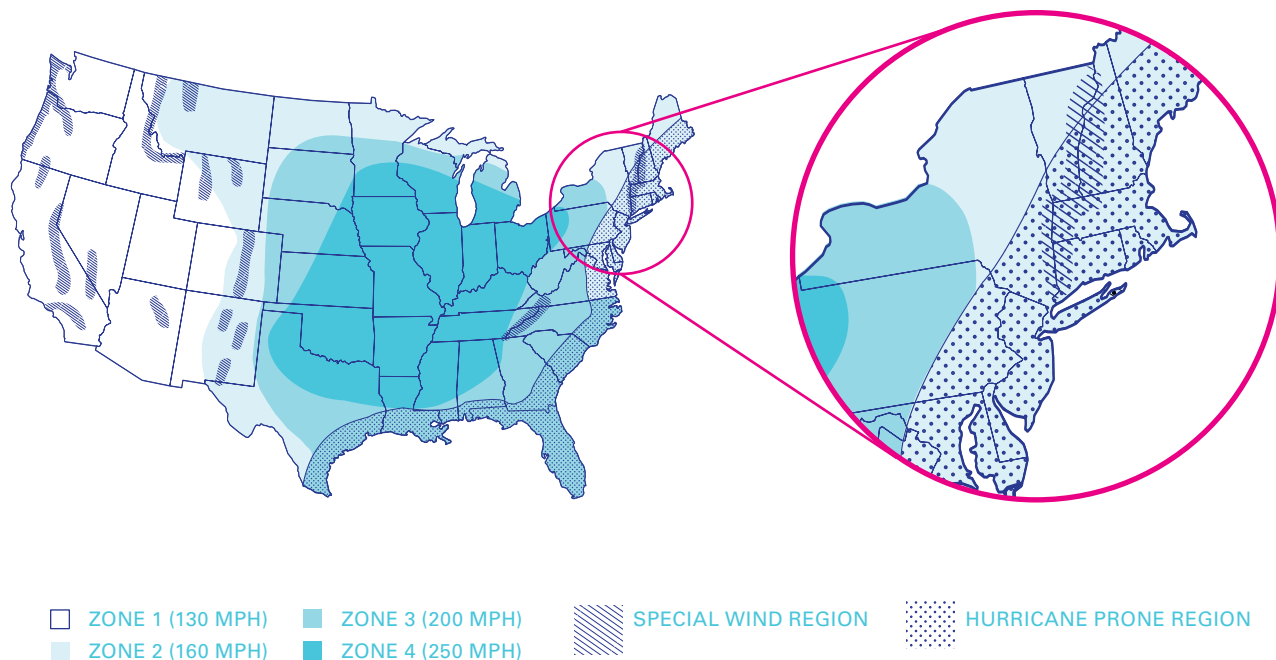 ZONE 1 (130 MPH)
ZONE 2 (160 MPH)
ZONE 3 (200 MPH)
ZONE 4 (250 MPH)
SPECIAL WIND REGION
HURRICANE PRONE REGION